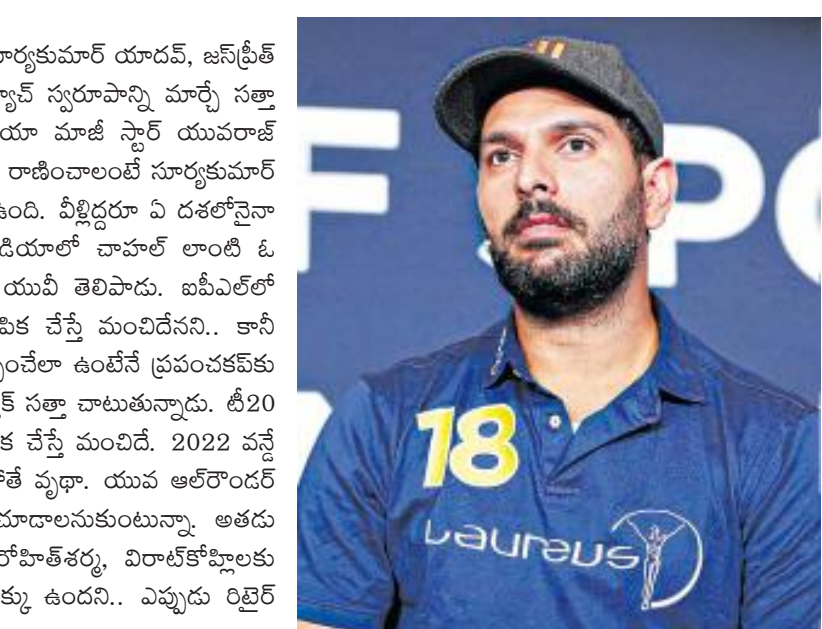 ార్యకుమార్ యాదవ్, జస్‌ప్రీత్
్యాచ్ స్వరూపాన్ని మార్చే సత్తా
యా మాజీ స్టార్ యువరాజ్
రాణించాలంటే సూర్యకుమార్
ఉంది. వీళ్లిద్దరూ ఏ దశలోనైనా
డియాలో చాహల్ లాంటి ఓ
యువీ తెలిపాడు. ఐపీఎల్‌లో
పిక చేస్తే మంచిదేనని.. కానీ
ంచేలా ఉంటేనే ప్రపంచకప్‌కు
క్ సత్తా చాటుతున్నాడు. టీ20
క చేస్తే మంచిదే. 2022 వన్డే
తే వృథా. యువ ఆల్‌రౌండర్
చూడాలనుకుంటున్నా. అతడు
రోహిత్‌శర్మ, విరాట్‌కోహ్లిలకు
క్కు ఉందని.. ఎప్పుడు రిటైర్
F SPO
18
Laureus